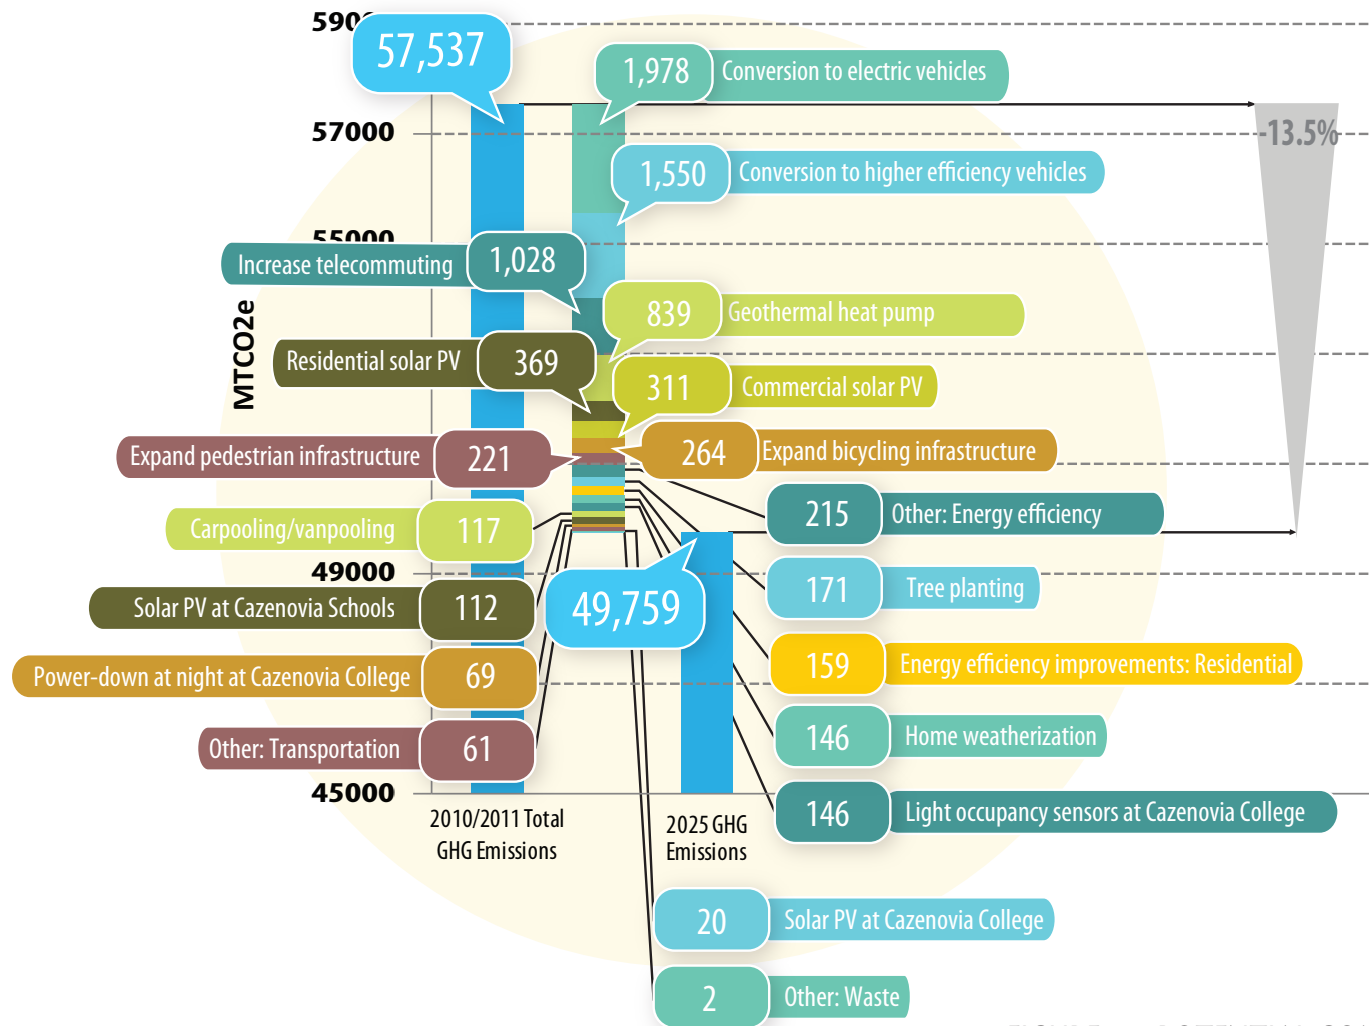 590
57,537
1,978
Conversion to electric vehicles
57000
-13.5%
1,550
Conversion to higher efficiency vehicles
55000
Increase telecommuting
1,028
MTCO2e
839
Geothermal heat pump
Residential solar PV
369
311
Commercial solar PV
Expand pedestrian infrastructure
221
264
Expand bicycling infrastructure
215
Other: Energy efficiency
Carpooling/vanpooling
117
49000
171
Tree planting
Solar PV at Cazenovia Schools
112
49,759
159
Energy efficiency improvements: Residential
Power-down at night at Cazenovia College
69
146
Home weatherization
Other: Transportation
61
45000
146
Light occupancy sensors at Cazenovia College
2010/2011 Total
GHG Emissions
2025 GHG
Emissions
20
Solar PV at Cazenovia College
2
Other: Waste